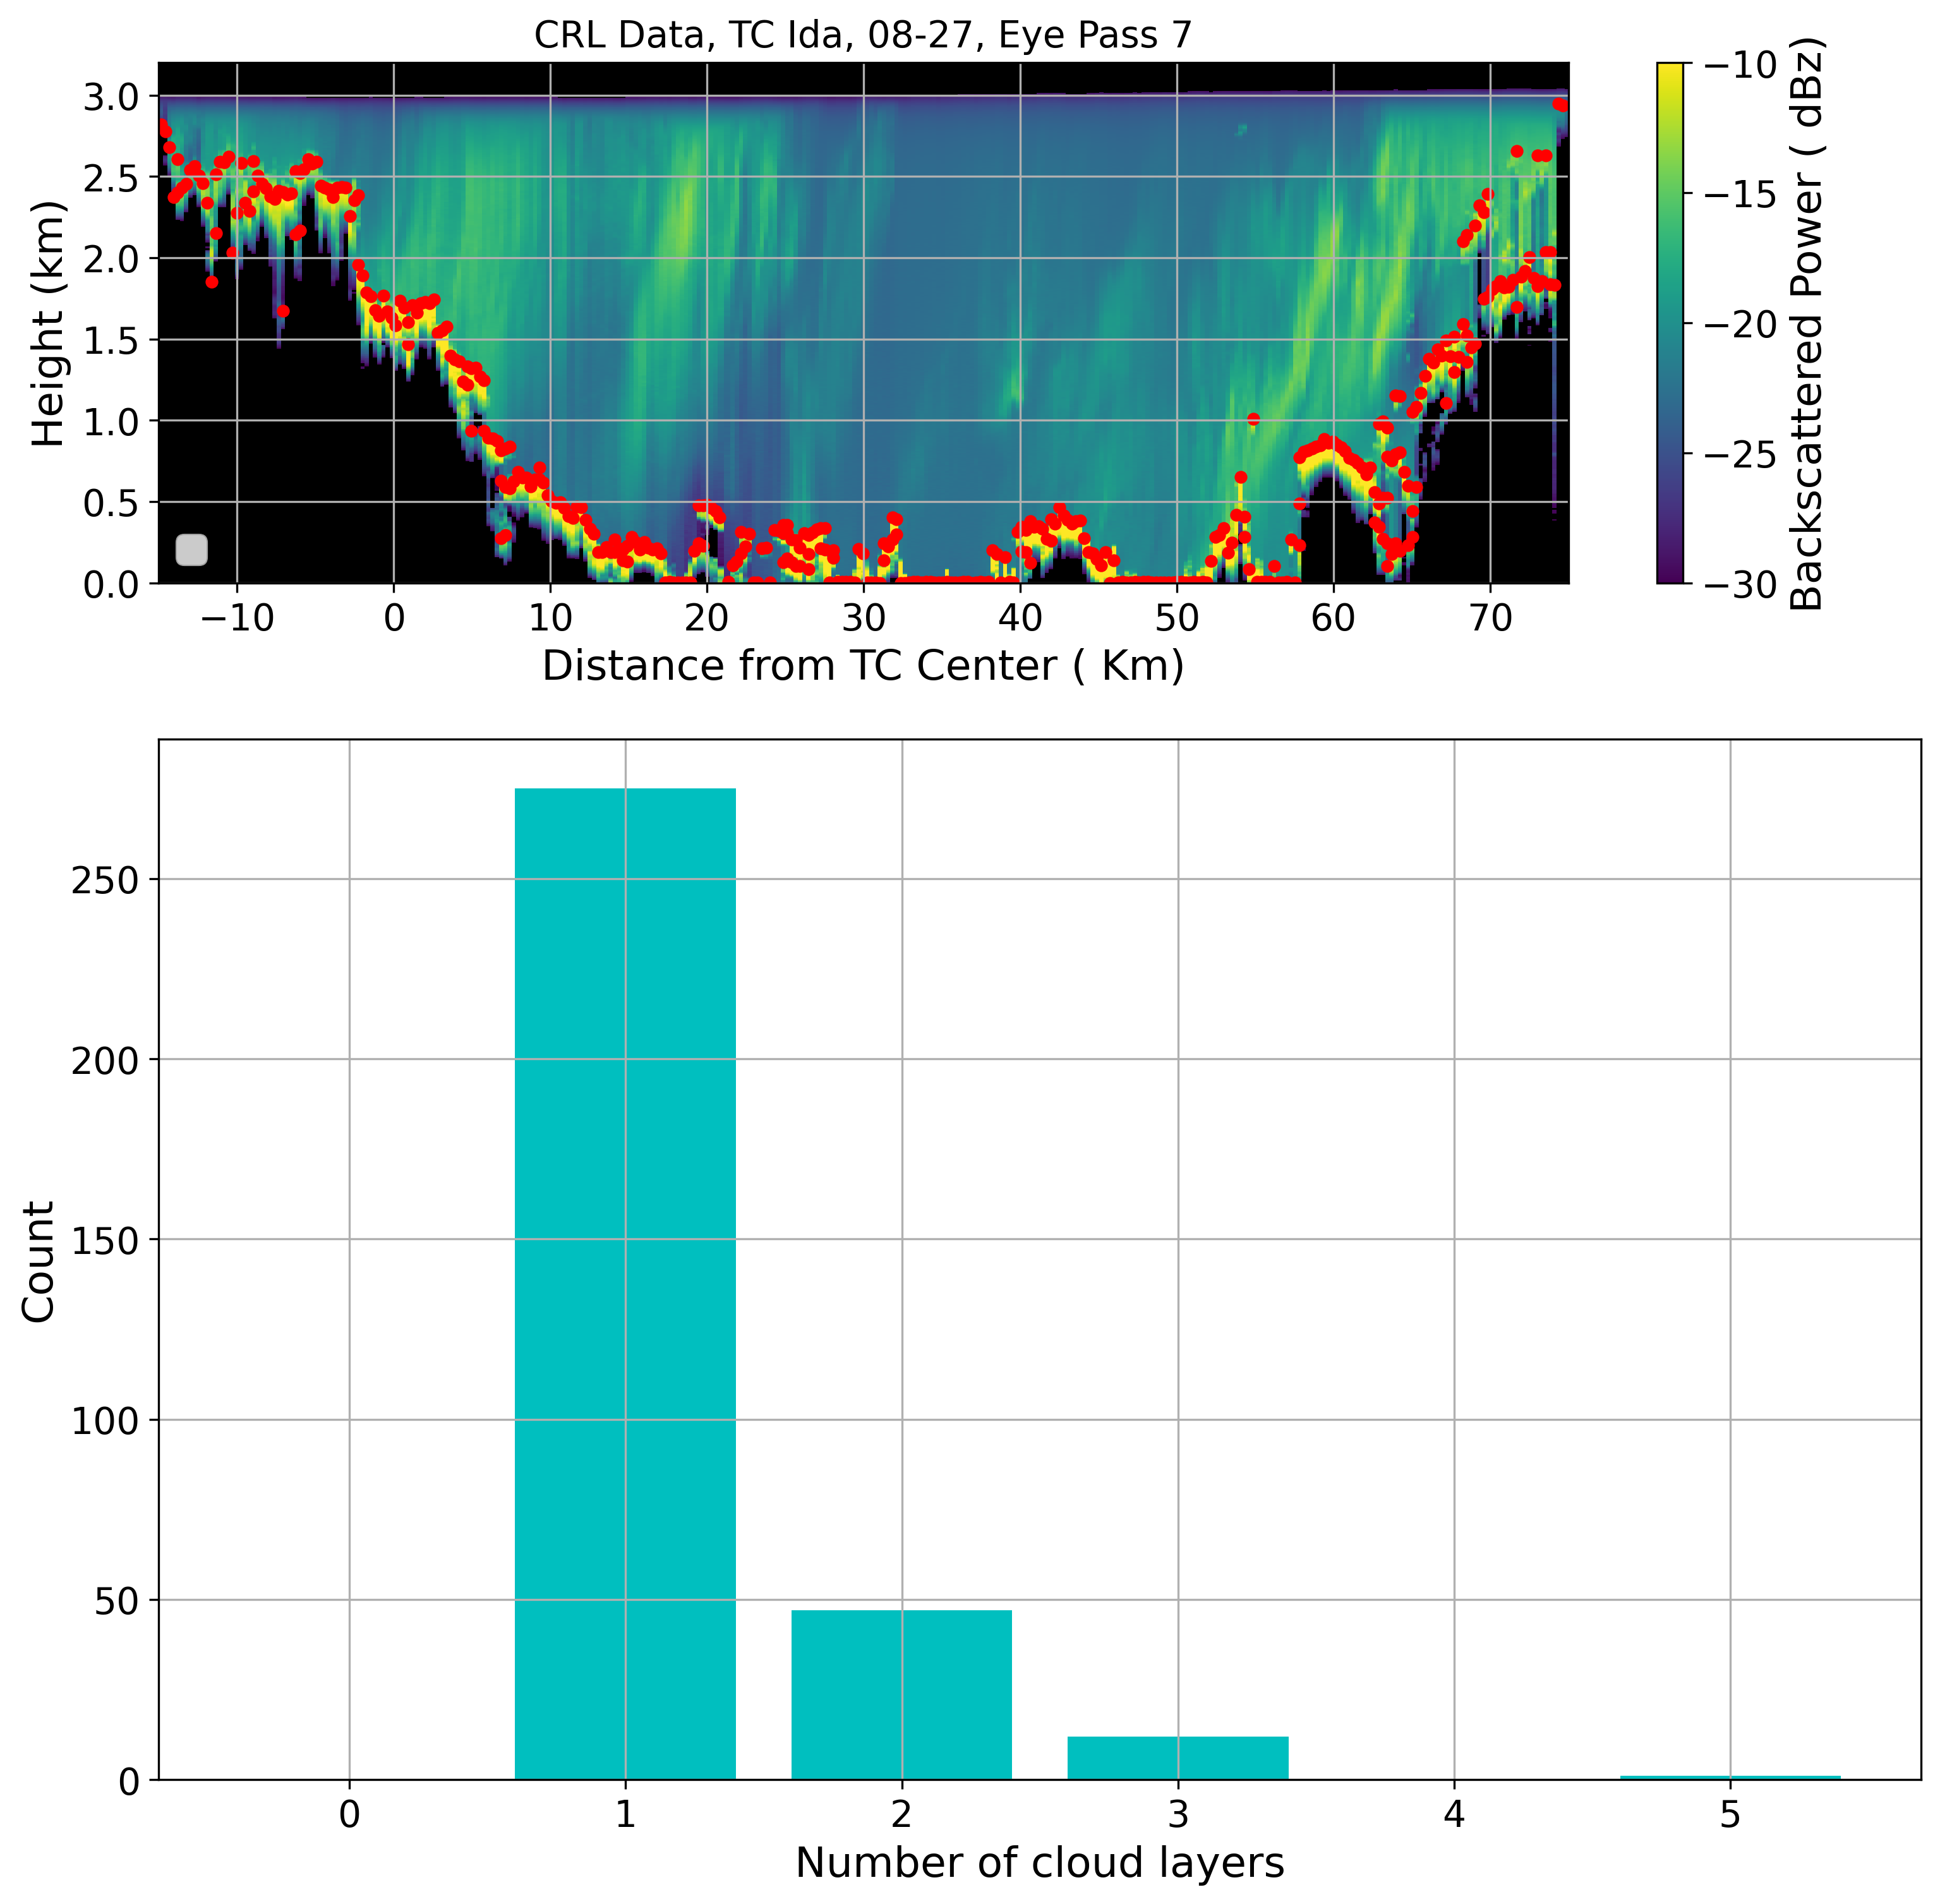 CRL Data, TC Ida, 08-27, Eye Pass 7
3.0
2.5
2.0
1.5
1.0
0.5
0.0
Height (km)
−10 0 10 20 30 40 50 60 70
Distance from TC Center ( Km)
−10
−15
−20
−25
−30
Backscattered Power ( dBz)
250
200
150
100
50
0
Count
0 1 2 3 4 5
Number of cloud layers